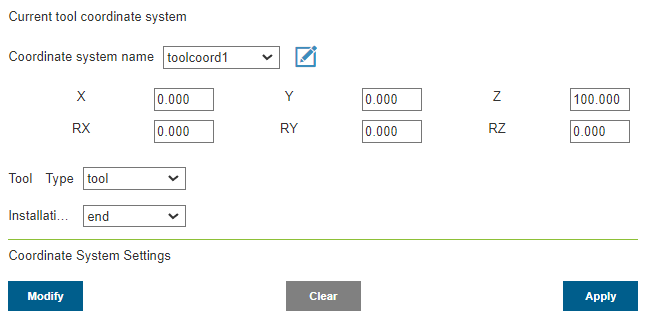 Current tool coordinate system
Coordinate system name toolcoord1
X 0.000 Y 0.000 Z 100.000
RX 0.000 RY 0.000 RZ 0.000
Tool Type tool
Installati... end
Coordinate System Settings
Modify Clear Apply